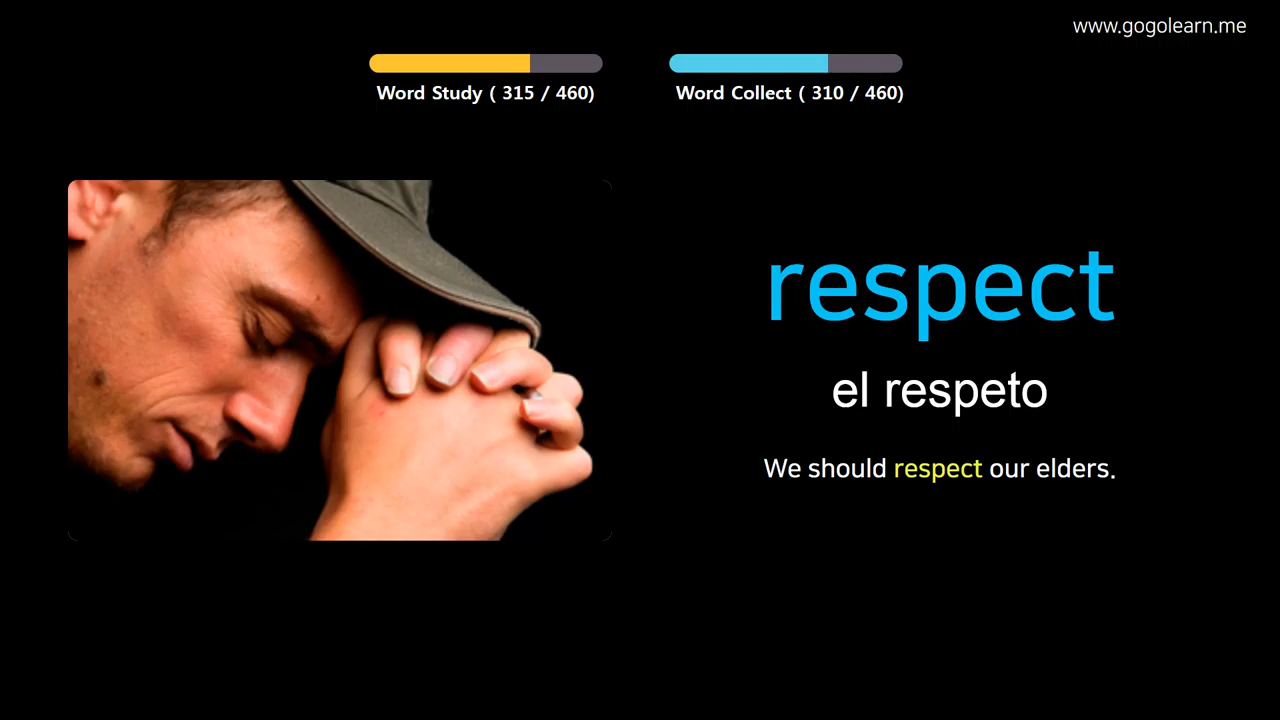 www.gogolearn.me
Word Study ( 315 / 460)
Word Collect ( 310 / 460)
respect
el respeto
We should respect our elders.